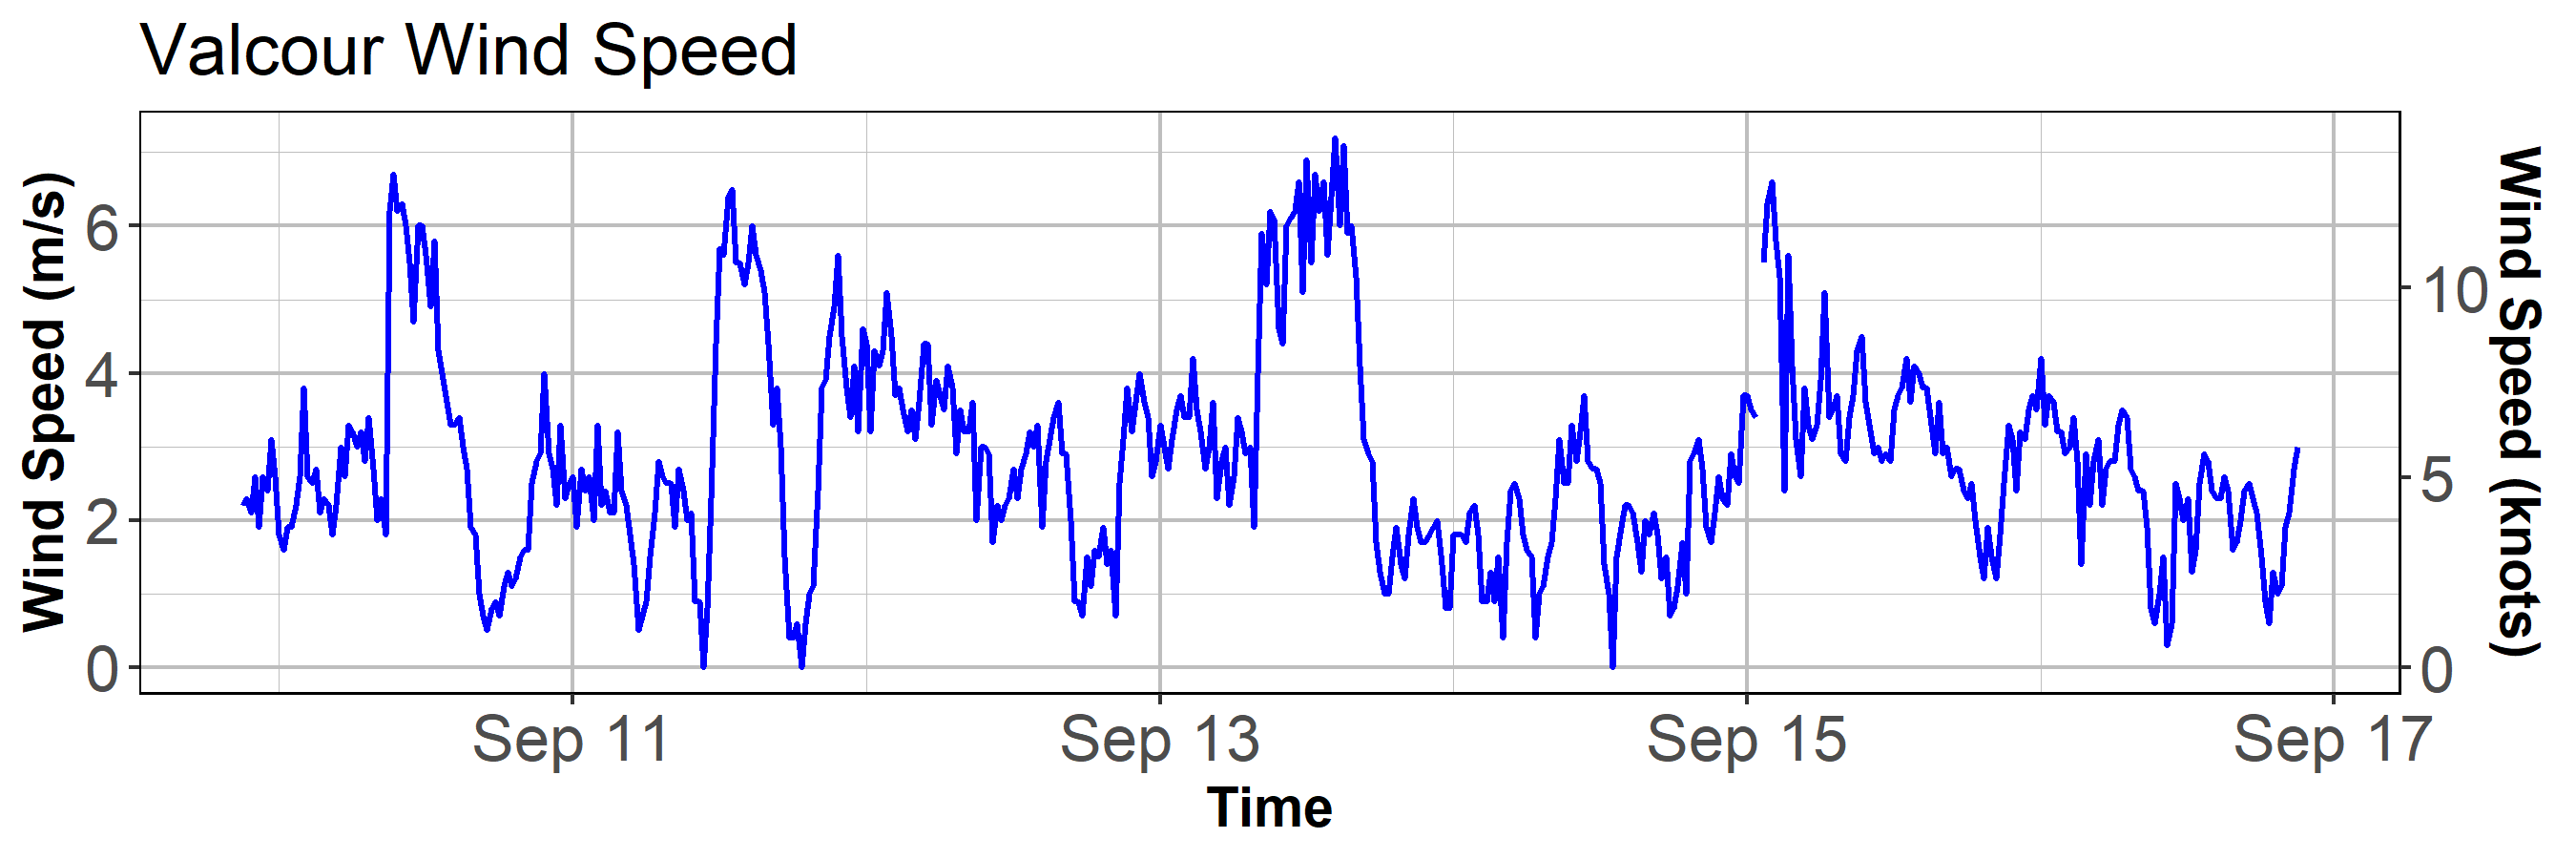 Valcour Wind Speed
Wind Speed (m/s)
6
4
2
0
Wind Speed (knots)
10
5
0
Sep 11
Sep 13
Sep 15
Sep 17
Time